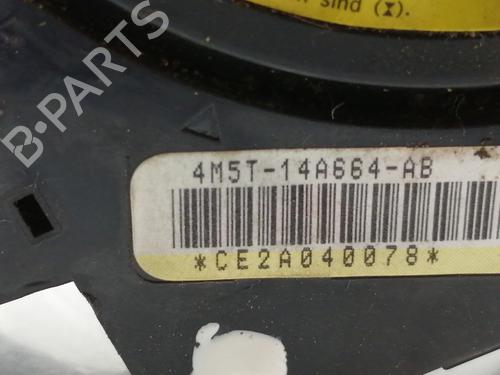 sind (X).
4M5T-14A664-AB
*CE2A040078*
B-PARTS